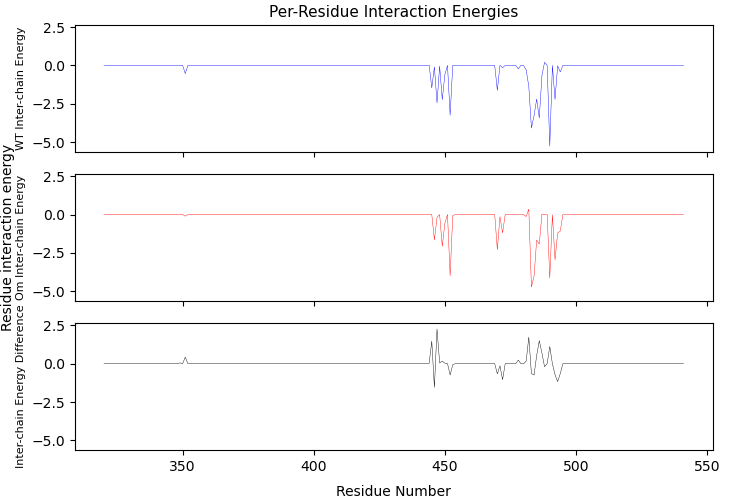 Per-Residue Interaction Energies
Residue interaction energy
WT Inter-chain Energy
2.5
0.0
−2.5
−5.0
Om Inter-chain Energy
2.5
0.0
−2.5
−5.0
Inter-chain Energy Difference
2.5
0.0
−2.5
−5.0
350
400
450
500
550
Residue Number